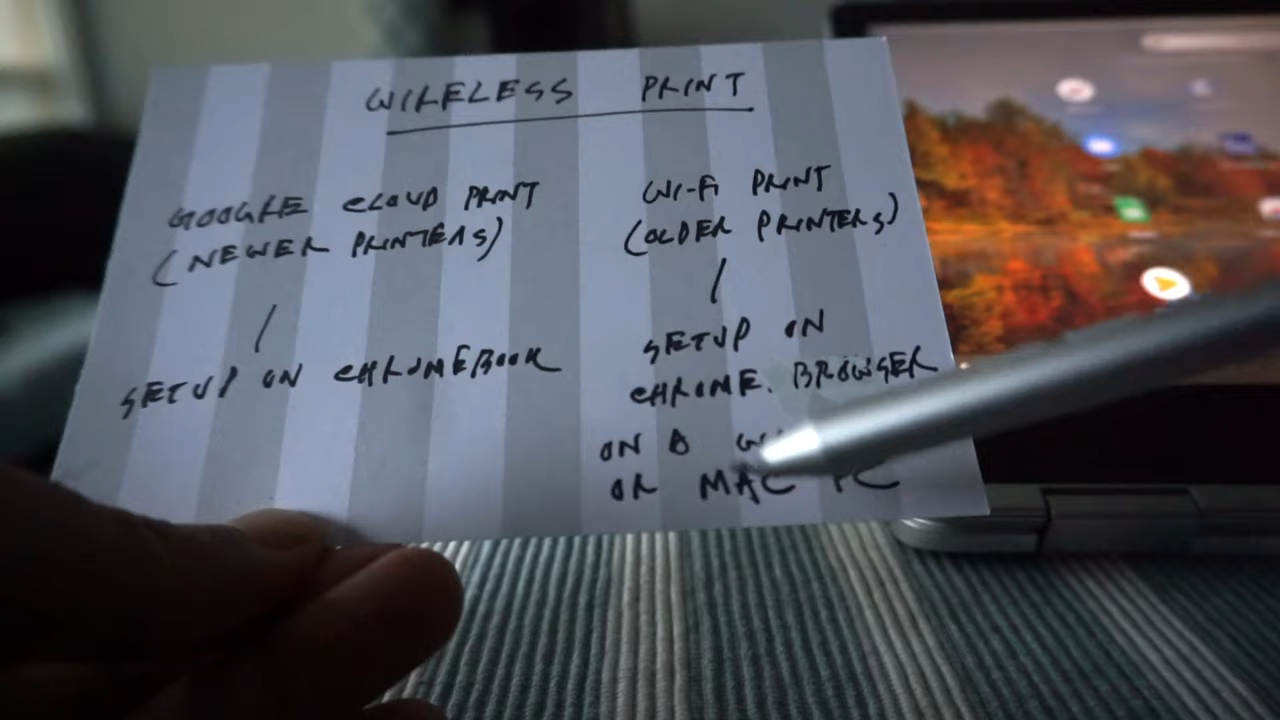 WIRELESS PRINT
GOOGLE CLOUD PRINT
(NEWER PRINTERS)
SETUP ON CHROMEBOOK
WI-FI PRINT
(OLDER PRINTERS)
SETUP ON
CHROME BROWSER
ON A
OR MAC PC